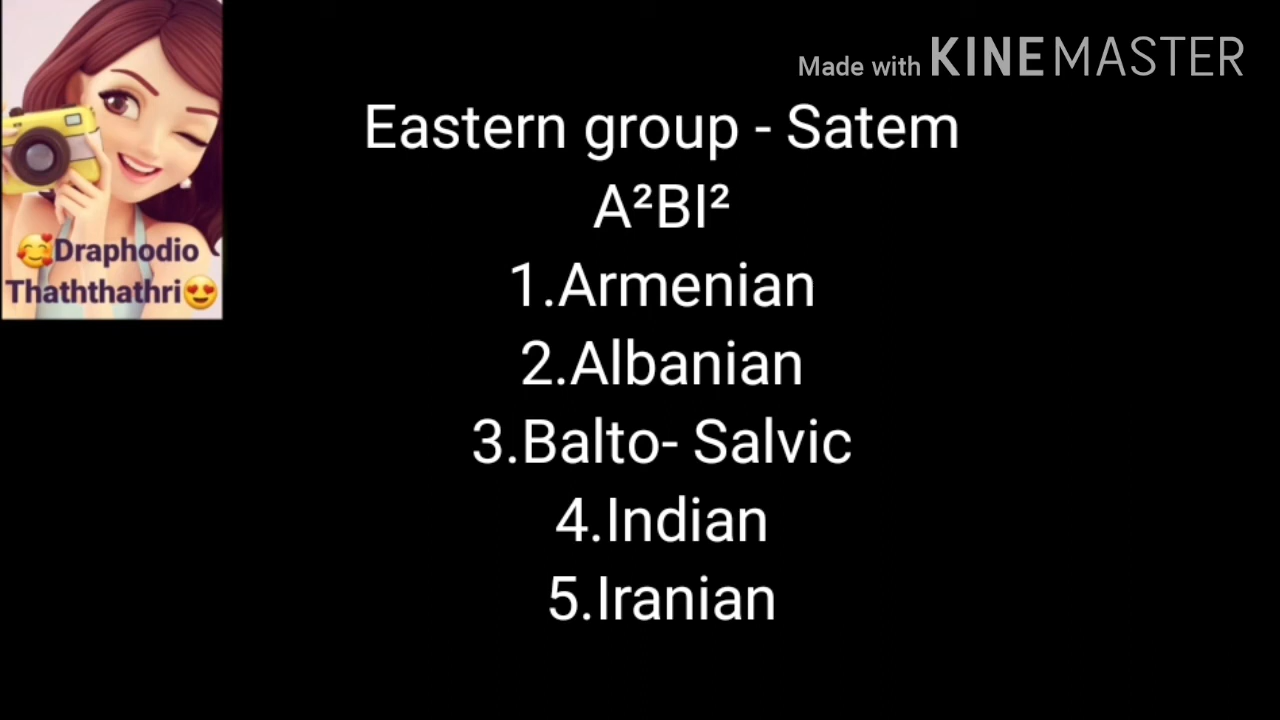 Made with KINEMASTER
Eastern group - Satem
A²BI²
1.Armenian
2.Albanian
3.Balto- Salvic
4.Indian
5.Iranian
🥰Draphodio
Thaththathri😍